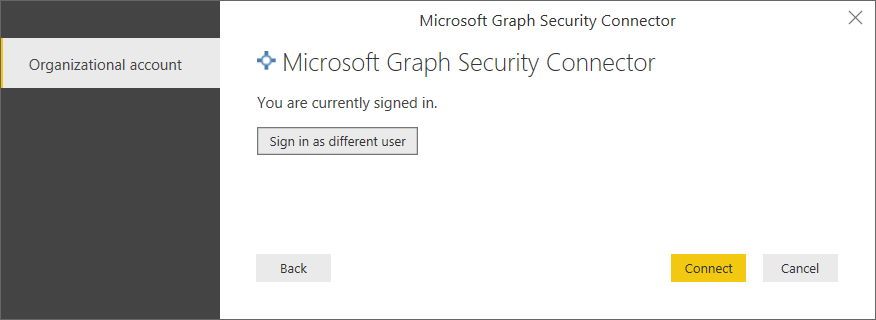 Microsoft Graph Security Connector
Organizational account
Microsoft Graph Security Connector
You are currently signed in.
Sign in as different user
Back
Connect
Cancel